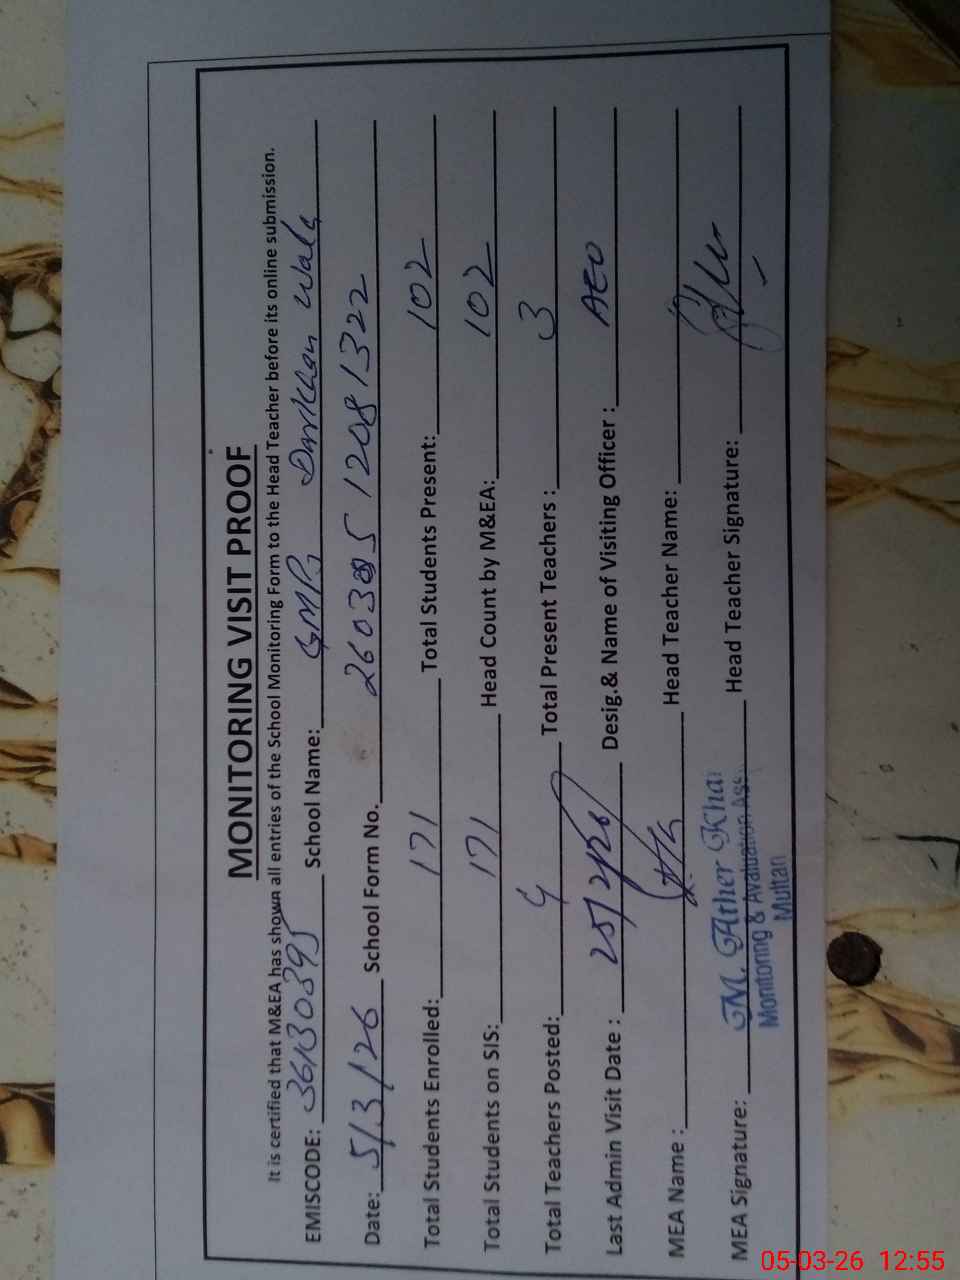 MONITORING VISIT PROOF
It is certified that M&EA has shown all entries of the School Monitoring Form to the Head Teacher before its online submission.
EMISCODE: 36130395 School Name: GMPS Darkhan Wala
Date: 5/3/26 School Form No. 5 1208 1322
Total Students Enrolled: 171 Total Students Present: 102
Total Students on SIS: 171 Head Count by M&EA: 102
Total Teachers Posted: 4 Total Present Teachers : 3
Last Admin Visit Date : 25/2/26 Desig.& Name of Visiting Officer : AEO
MEA Name : Head Teacher Name:
MEA Signature: Head Teacher Signature:
M. Ather Kha
Monitoring & Avaluation Ass
Multan
05-03-26 12:55